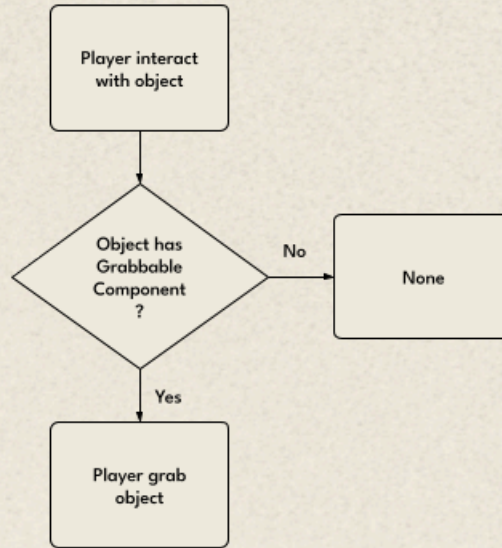 Player interact
with object
Object has
Grabbable
Component
?
No
None
Yes
Player grab
object